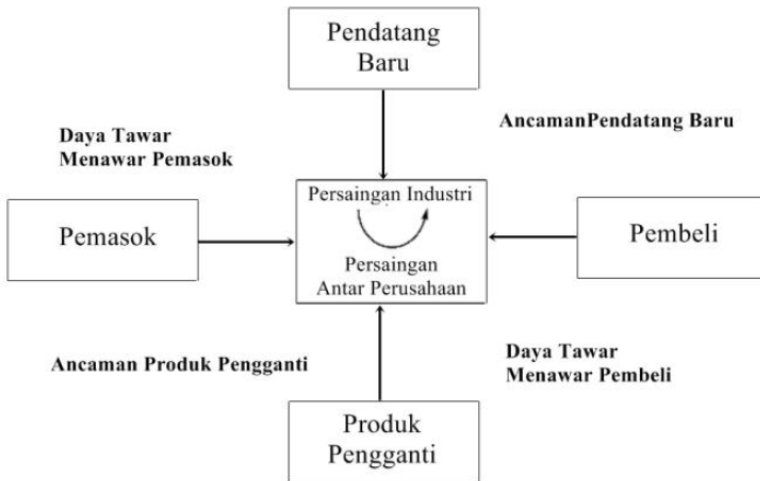 Pendatang
Baru
Daya Tawar
Menawar Pemasok
AncamanPendatang Baru
Pemasok
Persaingan Industri
Persaingan
Antar Perusahaan
Pembeli
Ancaman Produk Pengganti
Daya Tawar
Menawar Pembeli
Produk
Pengganti